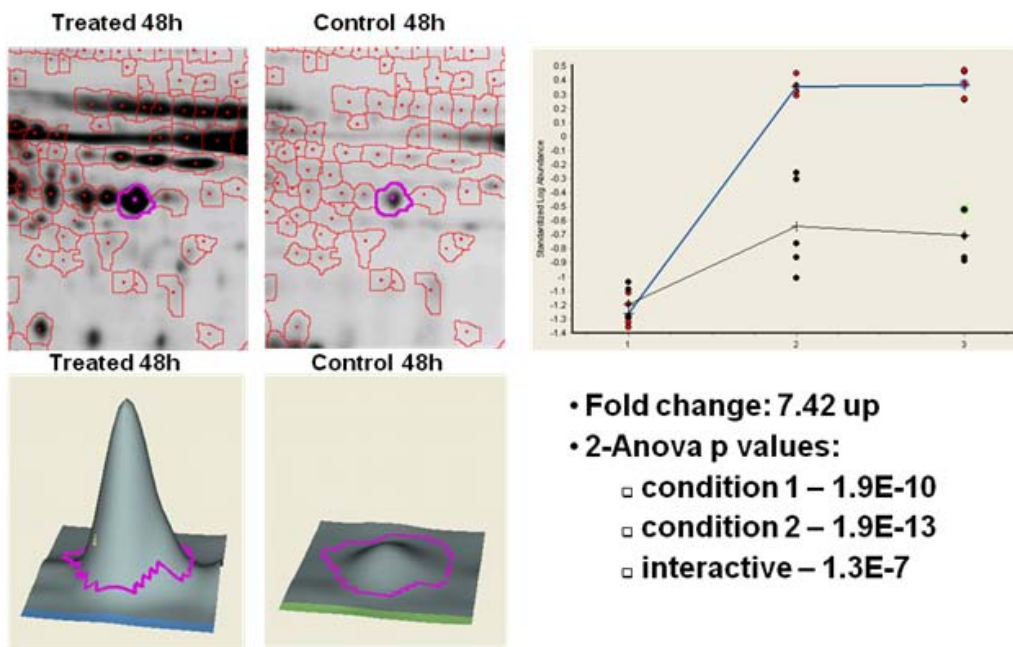 Treated 48h
Control 48h
Standardized Log Abundance
0.5
0.4
0.3
0.2
0.1
0
-0.1
-0.2
-0.3
-0.4
-0.5
-0.6
-0.7
-0.8
-0.9
-1
-1.1
-1.2
-1.3
-1.4
1
2
3
Treated 48h
Control 48h
• Fold change: 7.42 up
• 2-Anova p values:
□ condition 1 – 1.9E-10
□ condition 2 – 1.9E-13
□ interactive – 1.3E-7